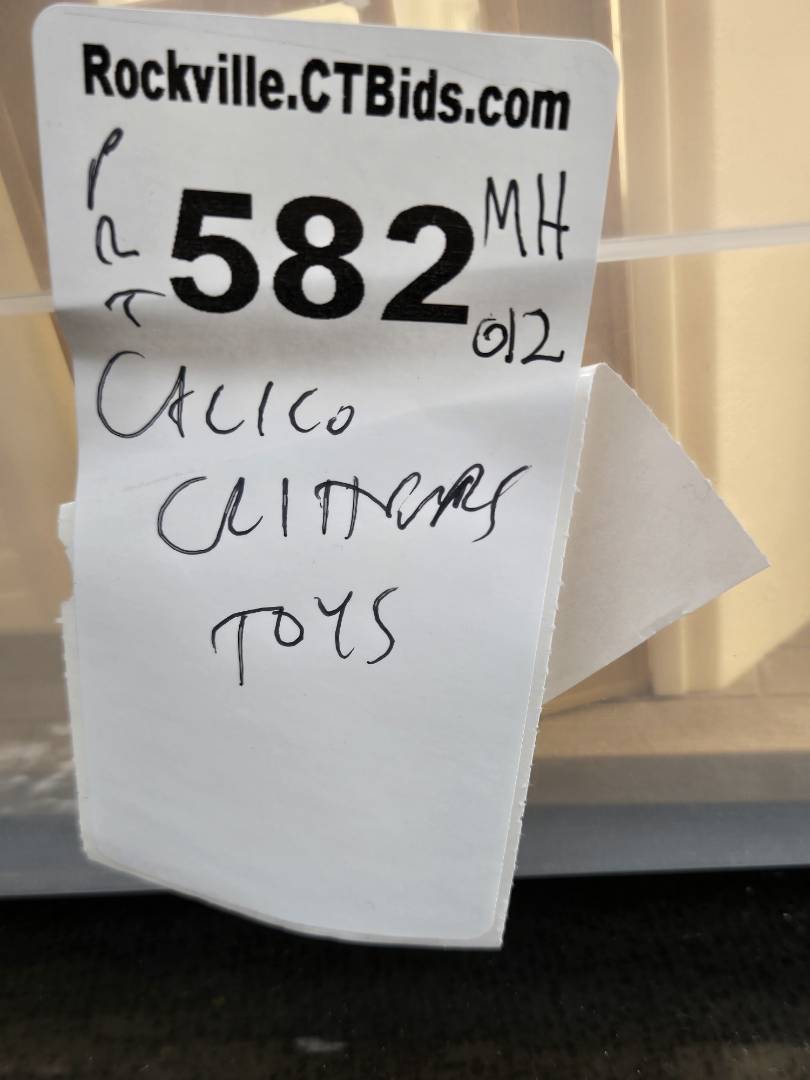 Rockville.CTBids.com
582
MH
012
CALICO
CRITTERS
TOYS